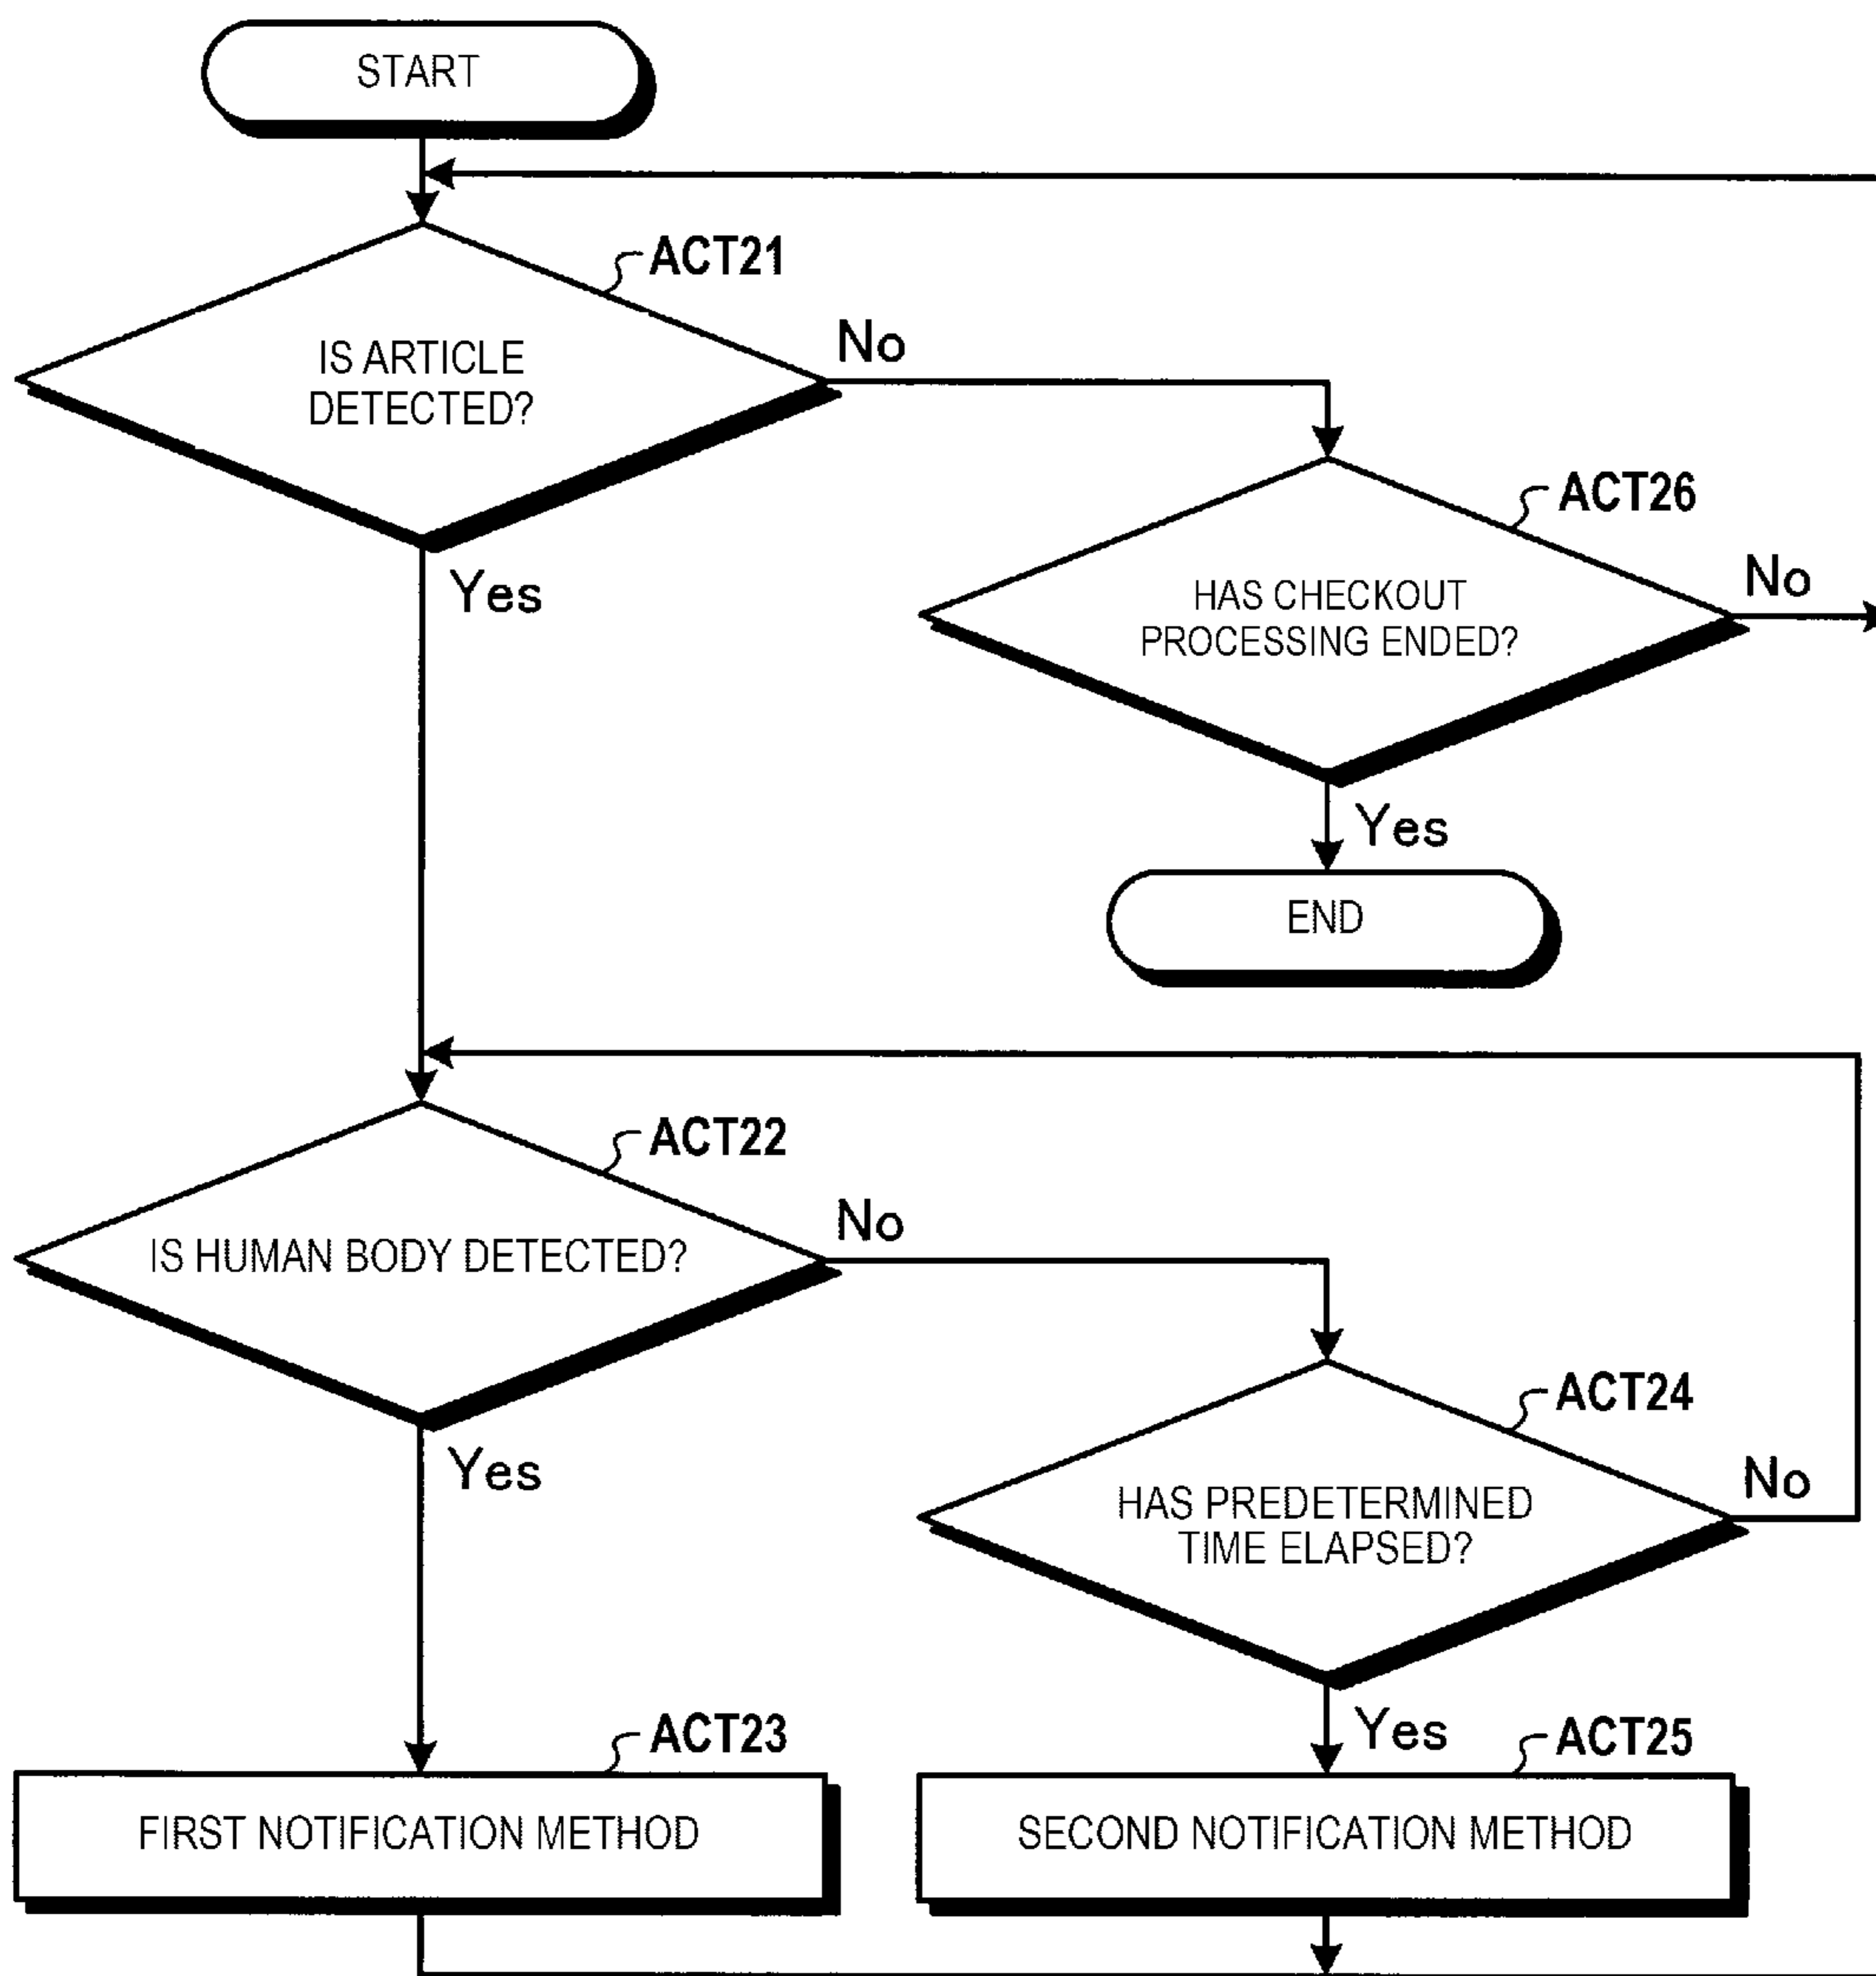 START
ACT21
IS ARTICLE
DETECTED?
No
Yes
ACT26
HAS CHECKOUT
PROCESSING ENDED?
No
Yes
END
ACT22
IS HUMAN BODY DETECTED?
No
Yes
ACT24
HAS PREDETERMINED
TIME ELAPSED?
No
Yes
ACT23
FIRST NOTIFICATION METHOD
ACT25
SECOND NOTIFICATION METHOD